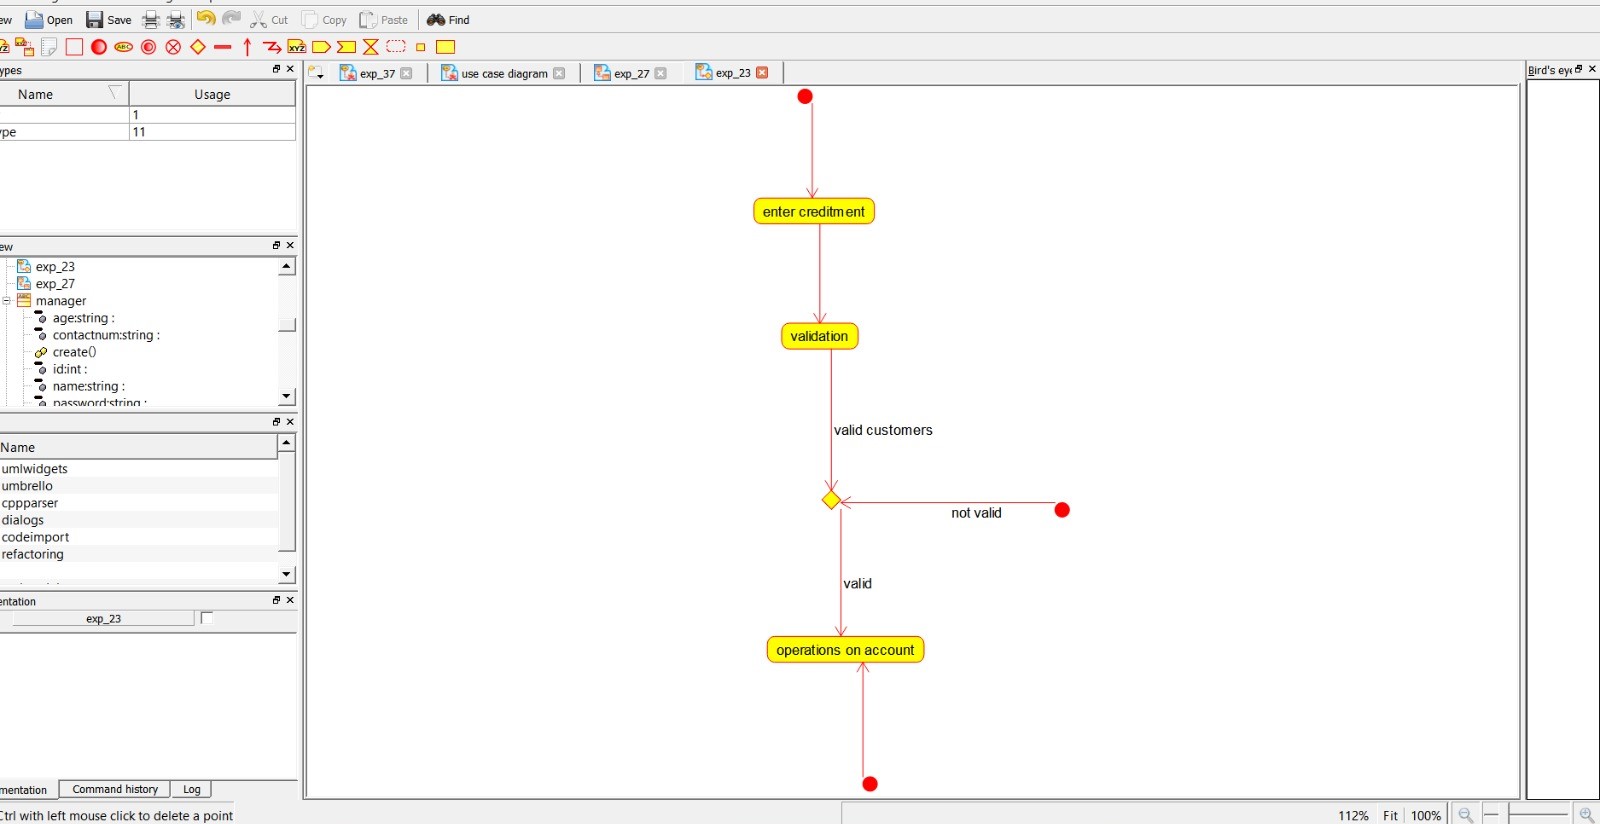 ew Open Save Cut Copy Paste Find
ypes
Name Usage
1
ype 11
ew
exp_23
exp_27
manager
age:string :
contactnum:string :
create()
id:int :
name:string :
password:string :
Name
umlwidgets
umbrello
cppparser
dialogs
codeimport
refactoring
entation
exp_23
mentation Command history Log
Ctrl with left mouse click to delete a point
exp_37 use case diagram exp_27 exp_23
enter creditment
validation
valid customers
not valid
valid
operations on account
Bird's eye
112% Fit 100%